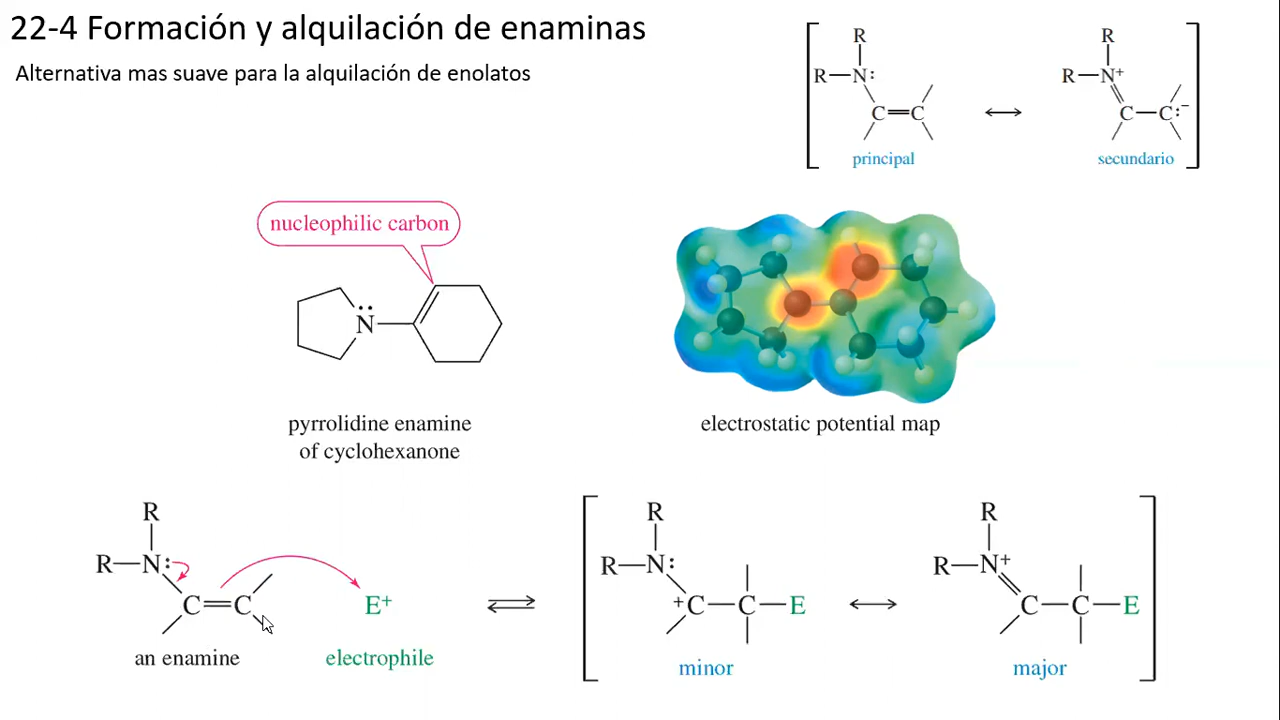 22-4 Formación y alquilación de enaminas
Alternativa mas suave para la alquilación de enolatos
R
R—N:
C=C
principal
R
R—N+
C—C:−
secundario
nucleophilic carbon
N
pyrrolidine enamine
of cyclohexanone
electrostatic potential map
R
R—N:
C=C
an enamine
E+
electrophile
R
R—N:
+C—C—E
minor
R
R—N+
C—C—E
major